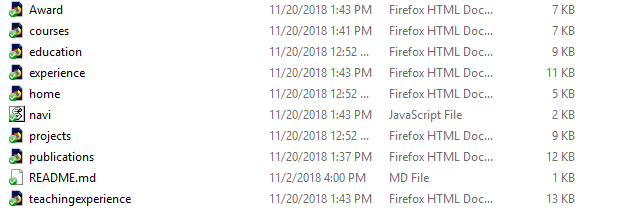 Award 11/20/2018 1:43 PM Firefox HTML Doc... 7 KB
courses 11/20/2018 1:41 PM Firefox HTML Doc... 7 KB
education 11/20/2018 12:52 ... Firefox HTML Doc... 9 KB
experience 11/20/2018 1:43 PM Firefox HTML Doc... 11 KB
home 11/20/2018 12:52 ... Firefox HTML Doc... 5 KB
navi 11/20/2018 1:43 PM JavaScript File 2 KB
projects 11/20/2018 12:52 ... Firefox HTML Doc... 9 KB
publications 11/20/2018 1:37 PM Firefox HTML Doc... 12 KB
README.md 11/2/2018 4:00 PM MD File 1 KB
teachingexperience 11/20/2018 1:43 PM Firefox HTML Doc... 13 KB